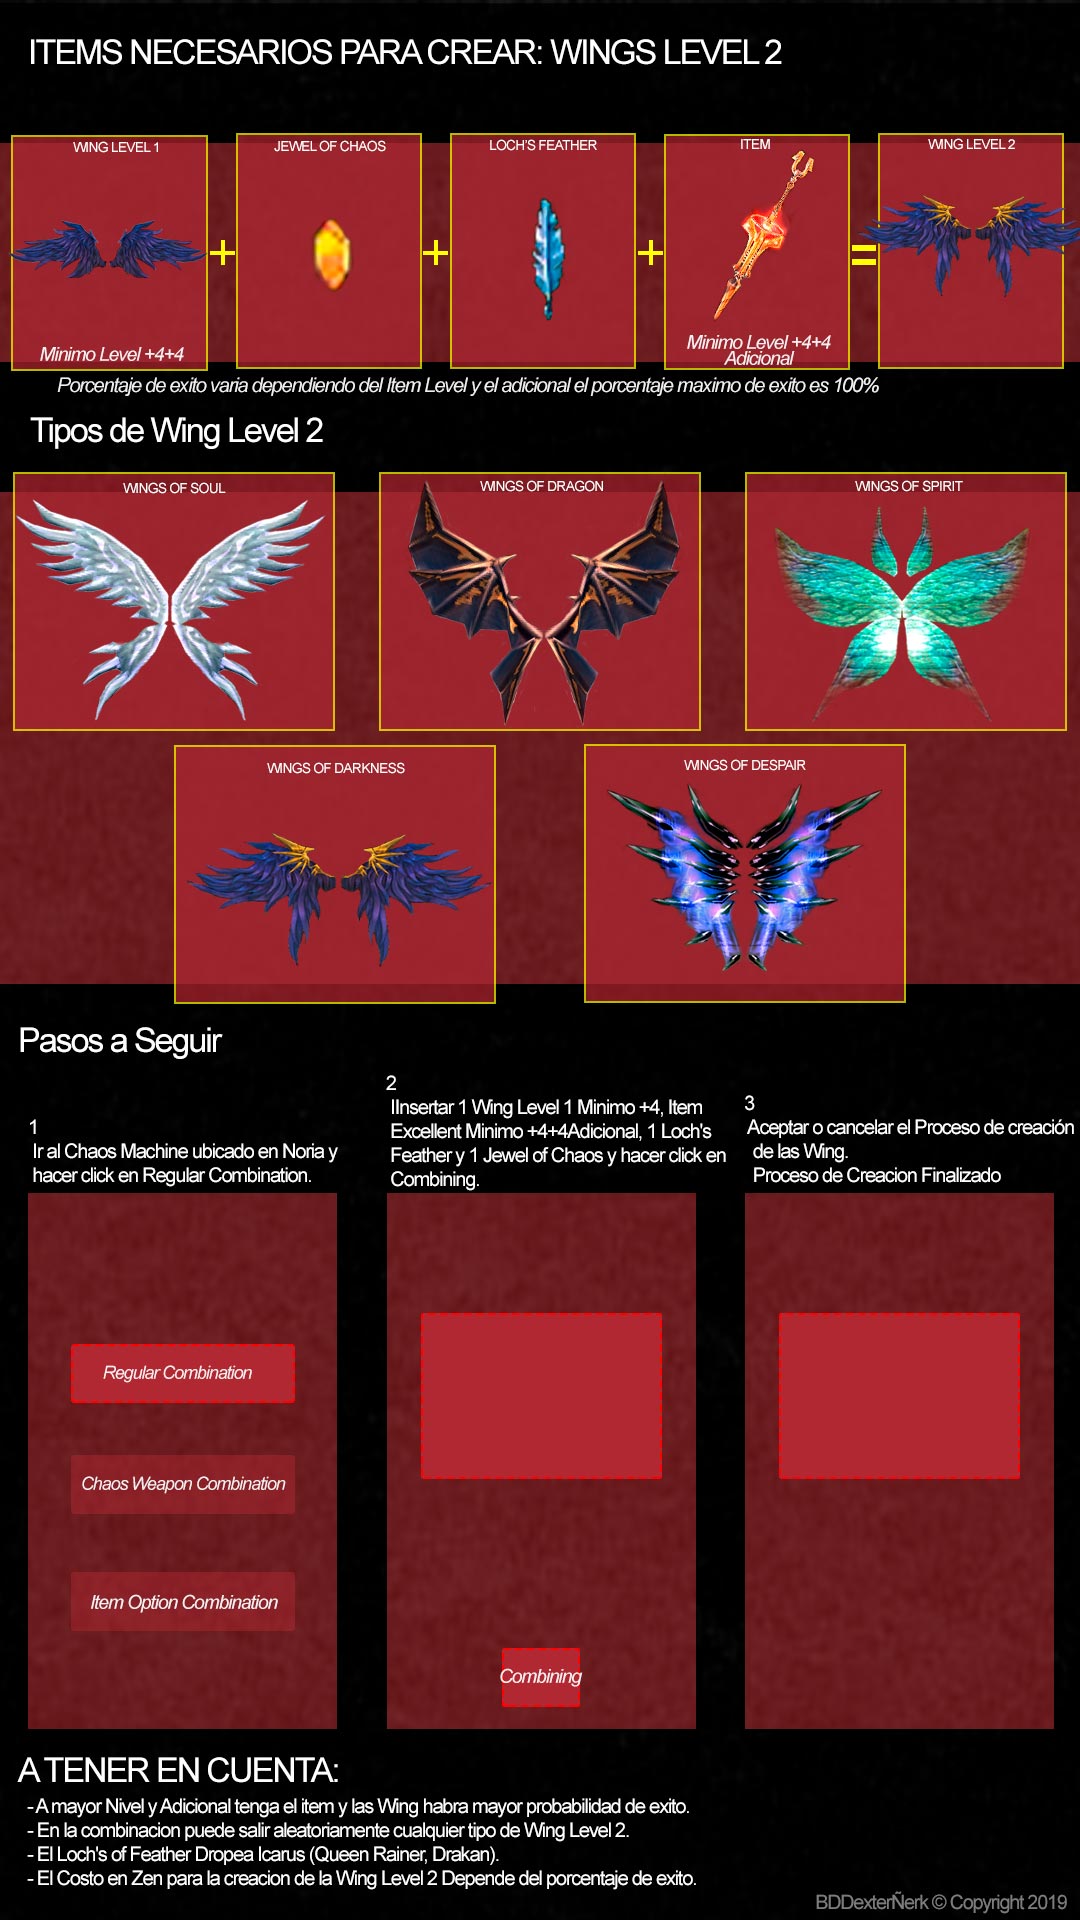 ITEMS NECESARIOS PARA CREAR: WINGS LEVEL 2
WING LEVEL 1
JEWEL OF CHAOS
LOCH'S FEATHER
ITEM
WING LEVEL 2
+
+
+
=
Minimo Level +4+4
Minimo Level +4+4
Adicional
Porcentaje de exito varia dependiendo del Item Level y el adicional el porcentaje maximo de exito es 100%
Tipos de Wing Level 2
WINGS OF SOUL
WINGS OF DRAGON
WINGS OF SPIRIT
WINGS OF DARKNESS
WINGS OF DESPAIR
Pasos a Seguir
1
Ir al Chaos Machine ubicado en Noria y
hacer click en Regular Combination.
2
IInsertar 1 Wing Level 1 Minimo +4, Item
Excellent Minimo +4+4Adicional, 1 Loch's
Feather y 1 Jewel of Chaos y hacer click en
Combining.
3
Aceptar o cancelar el Proceso de creación
de las Wing.
Proceso de Creacion Finalizado
Regular Combination
Chaos Weapon Combination
Item Option Combination
Combining
A TENER EN CUENTA:
- A mayor Nivel y Adicional tenga el item y las Wing habra mayor probabilidad de exito.
- En la combinacion puede salir aleatoriamente cualquier tipo de Wing Level 2.
- El Loch's of Feather Dropea Icarus (Queen Rainer, Drakan).
- El Costo en Zen para la creacion de la Wing Level 2 Depende del porcentaje de exito.
BDDexterÑerk © Copyright 2019